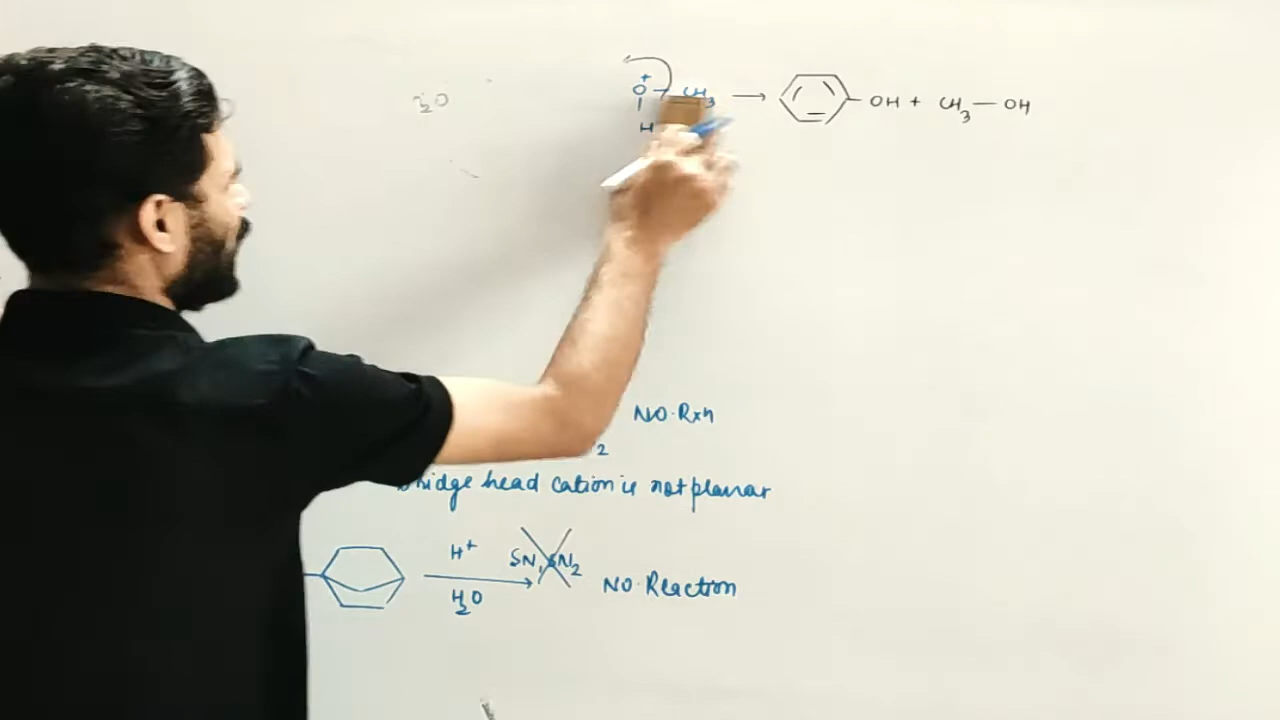 H₂O
O⁺ — CH₃ ⟶ — OH + CH₃ — OH
H
NO·Rxn
2
bridge head cation is not planar
H⁺
SN₁ SN₂
NO·Reaction
H₂O